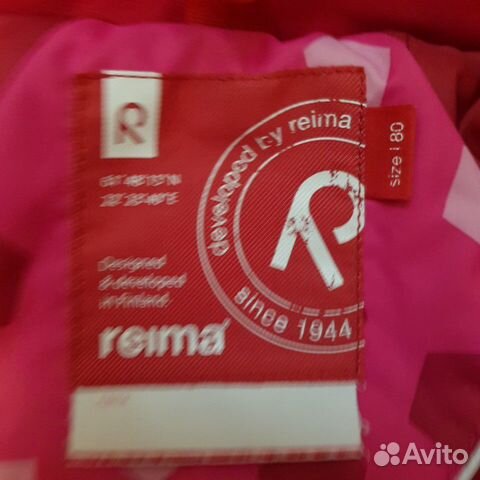 R
developed by reima
R
since 1944
size | 80
Designed
& developed
in Finland.
reima
Avito